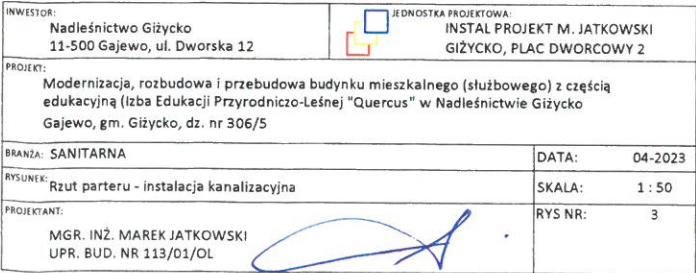 INWESTOR:
Nadleśnictwo Giżycko
11-500 Gajewo, ul. Dworska 12
JEDNOSTKA PROJEKTOWA:
INSTAL PROJEKT M. JATKOWSKI
GIŻYCKO, PLAC DWORCOWY 2
PROJEKT:
Modernizacja, rozbudowa i przebudowa budynku mieszkalnego (służbowego) z częścią
edukacyjną (Izba Edukacji Przyrodniczo-Leśnej "Quercus" w Nadleśnictwie Giżycko
Gajewo, gm. Giżycko, dz. nr 306/5
BRANŻA: SANITARNA
DATA: 04-2023
RYSUNEK: Rzut parteru - instalacja kanalizacyjna
SKALA: 1 : 50
PROJEKTANT:
MGR. INŻ. MAREK JATKOWSKI
UPR. BUD. NR 113/01/OL
RYS NR: 3